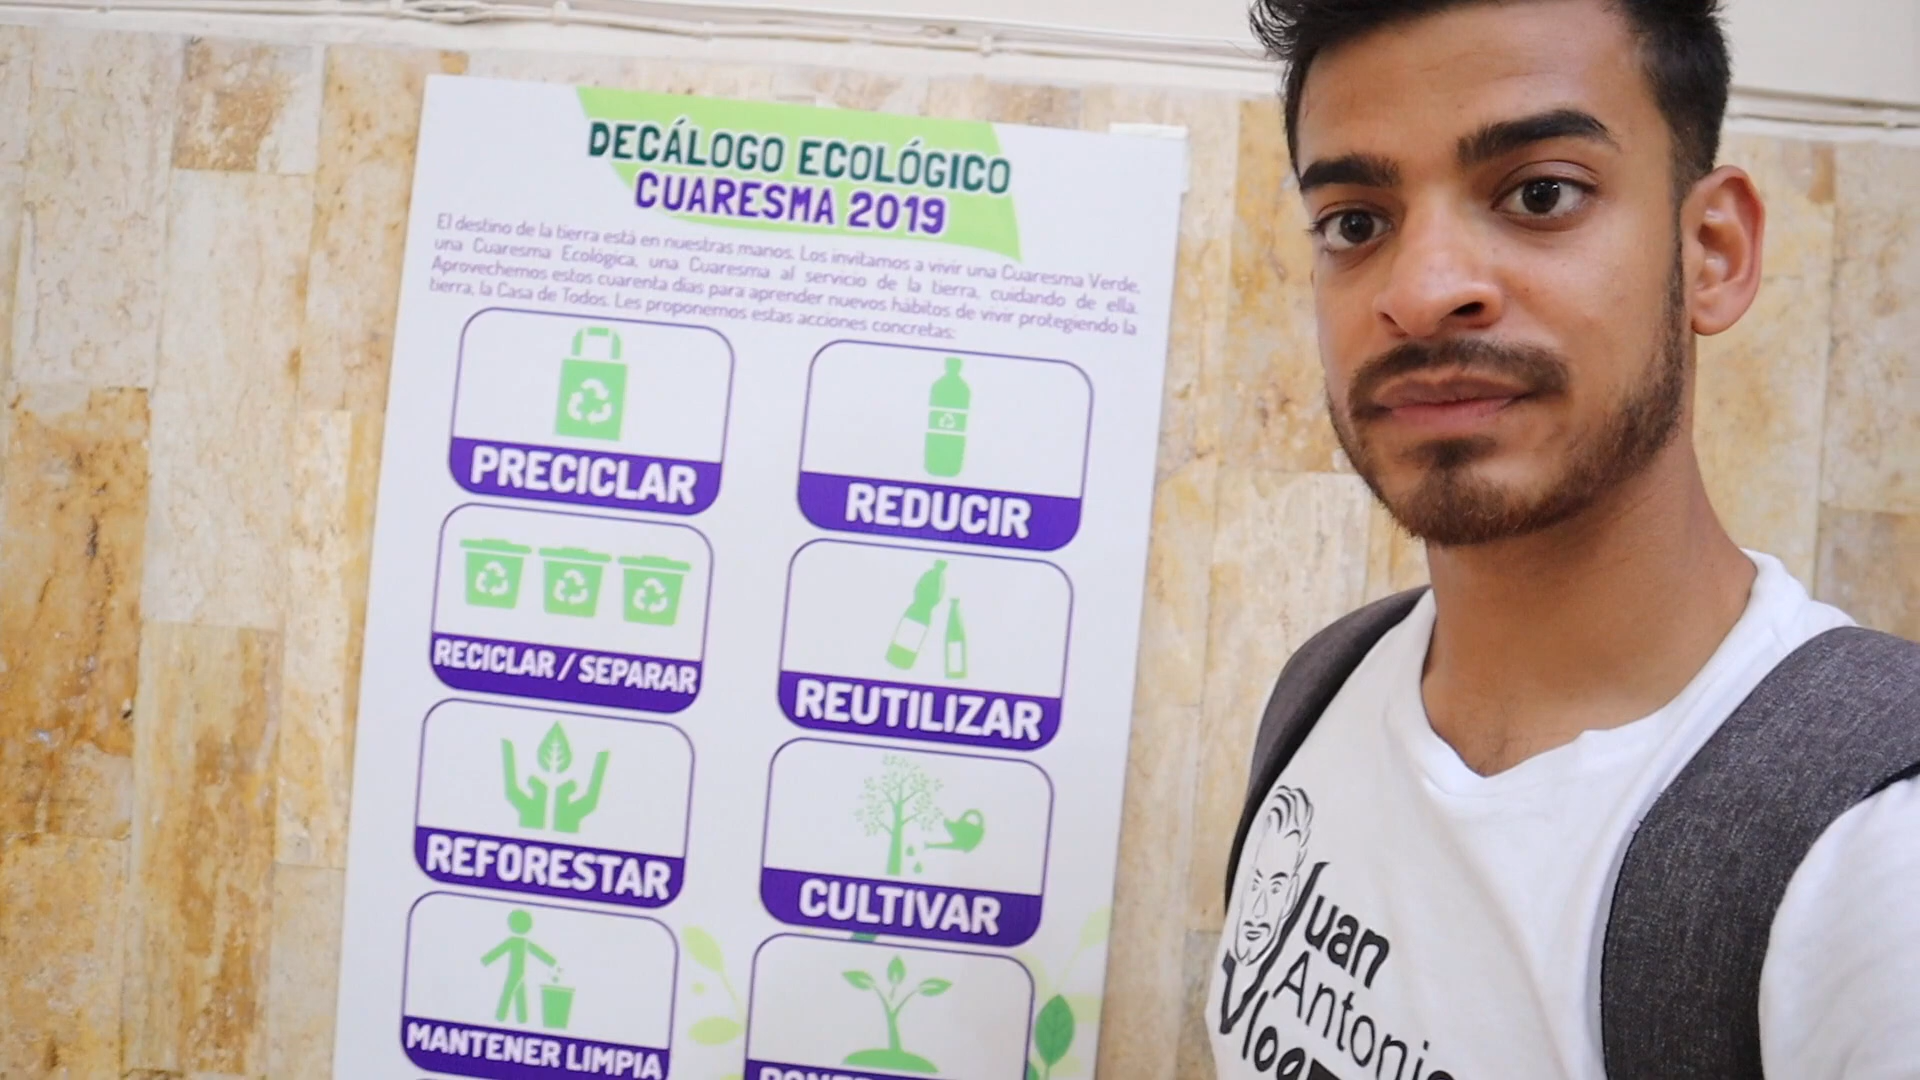 DECÁLOGO ECOLÓGICO
CUARESMA 2019
El destino de la tierra está en nuestras manos. Los invitamos a vivir una Cuaresma Verde,
una Cuaresma Ecológica, una Cuaresma al servicio de la tierra, cuidando de ella.
Aprovechemos estos cuarenta días para aprender nuevos hábitos de vivir protegiendo la
tierra, la Casa de Todos. Les proponemos estas acciones concretas:
PRECICLAR
REDUCIR
RECICLAR / SEPARAR
REUTILIZAR
REFORESTAR
CULTIVAR
MANTENER LIMPIA
Juan
Antonio
Vlog